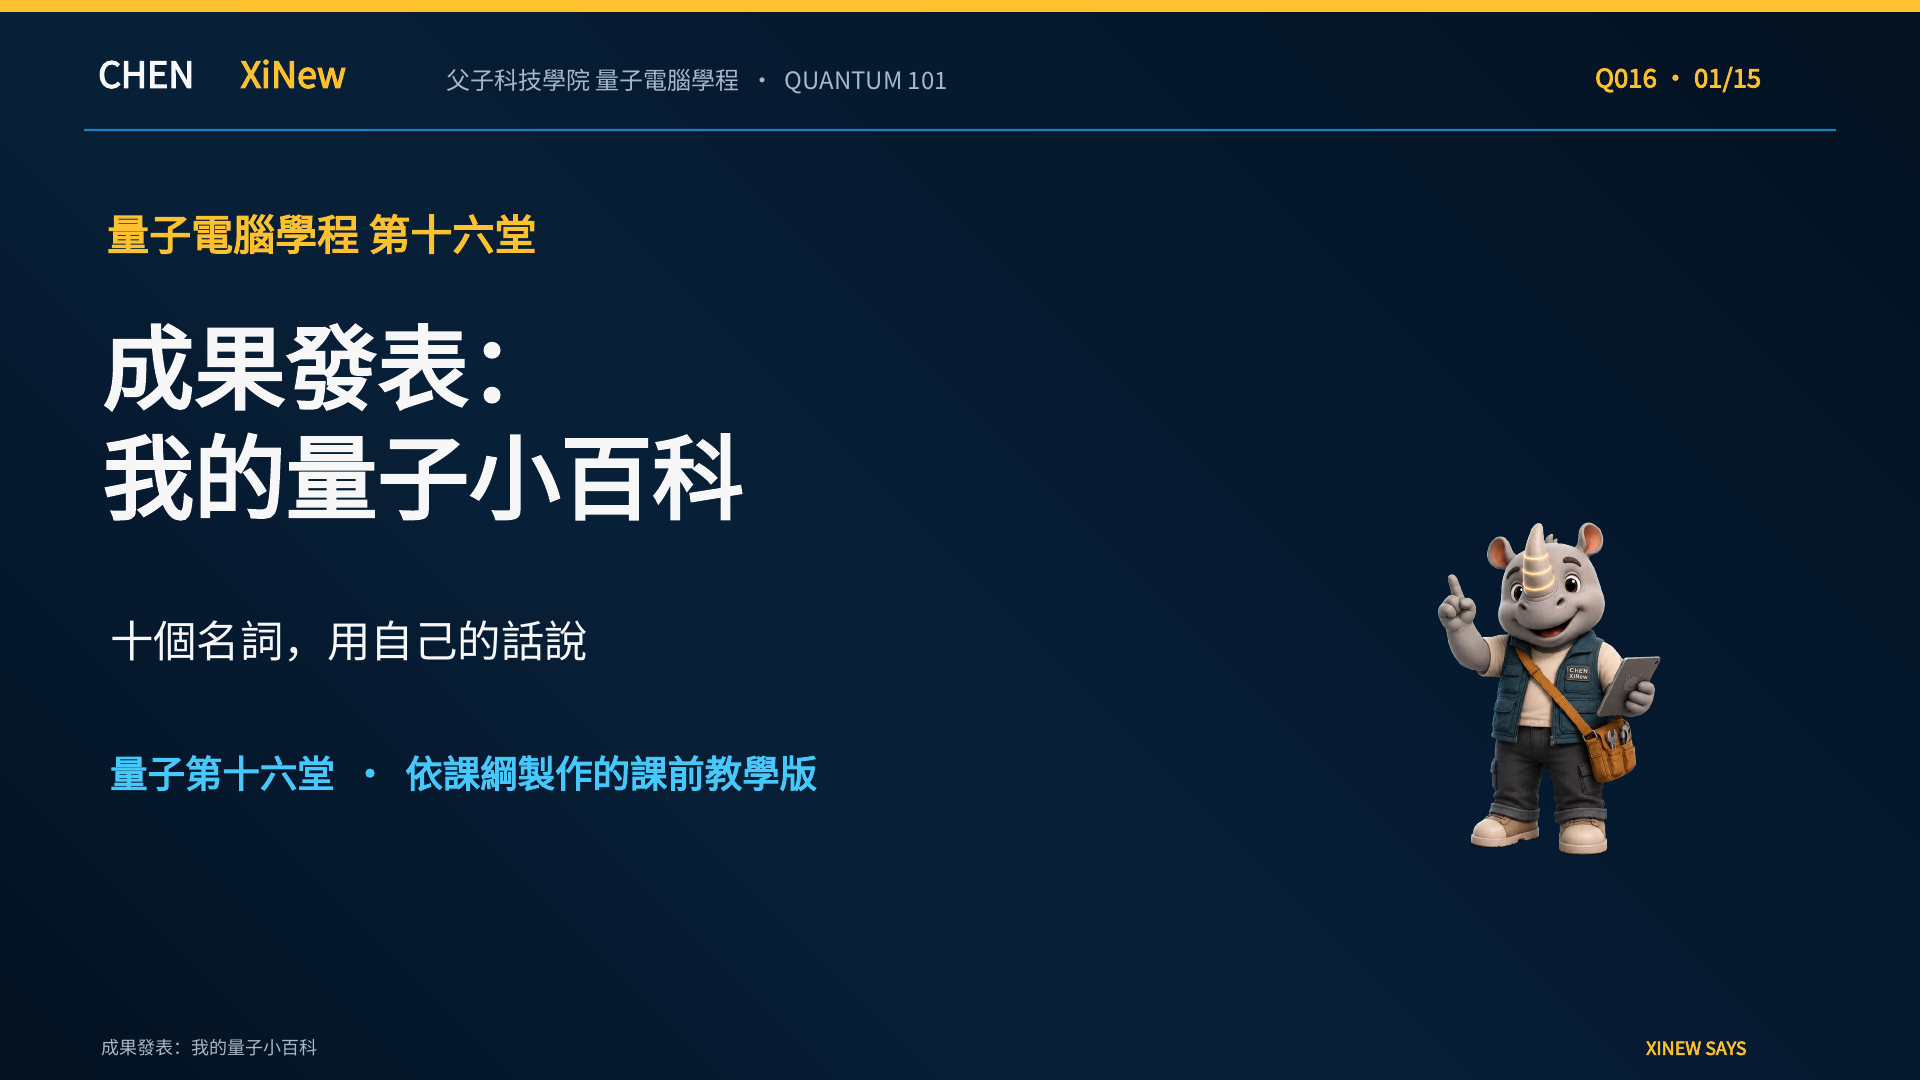 CHEN XiNew 父子科技學院 量子電腦學程 · QUANTUM 101 Q016 · 01/15
量子電腦學程 第十六堂
成果發表：
我的量子小百科
十個名詞，用自己的話說
量子第十六堂 · 依課綱製作的課前教學版
CHEN
XiNew
成果發表：我的量子小百科 XINEW SAYS